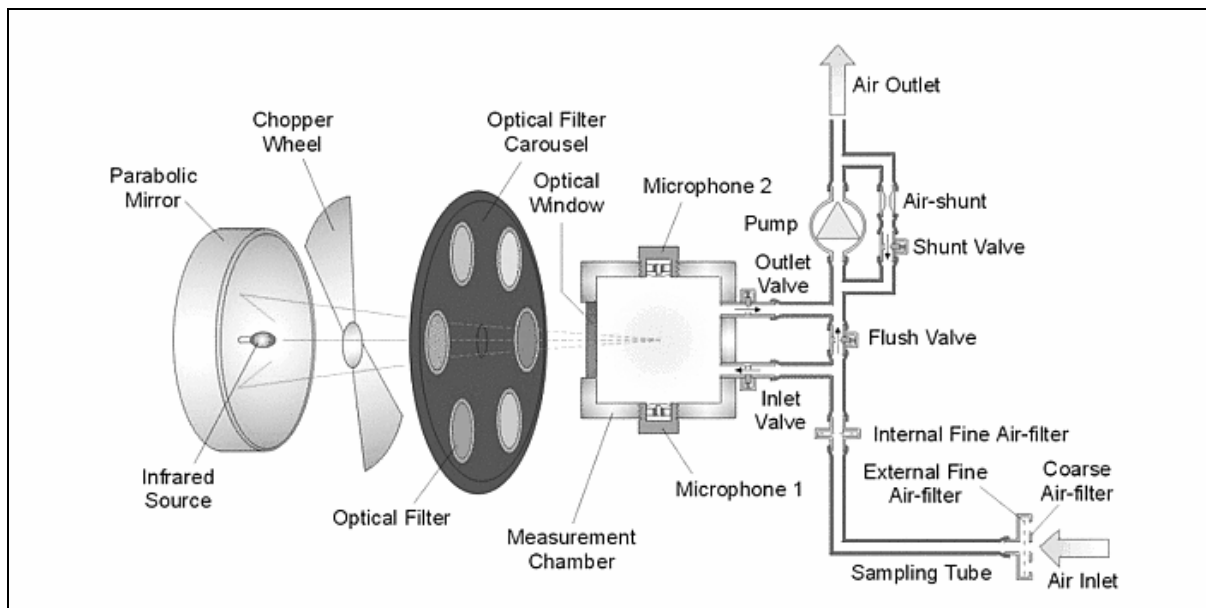 Air Outlet
Chopper
Wheel
Optical Filter
Carousel
Parabolic
Mirror
Optical
Window
Microphone 2
Air-shunt
Pump
Shunt Valve
Outlet
Valve
Flush Valve
Inlet
Valve
Internal Fine Air-filter
Infrared
Source
Optical Filter
Microphone 1
External Fine
Air-filter
Coarse
Air-filter
Measurement
Chamber
Sampling Tube
Air Inlet